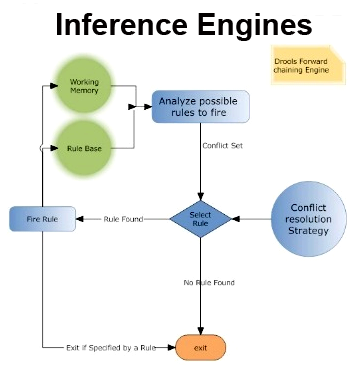 Inference Engines
Drools Forward
chaining Engine
Working
Memory
Analyze possible
rules to fire
Rule Base
Conflict Set
Fire Rule
Rule Found
Select
Rule
Conflict
resolution
Strategy
No Rule Found
Exit if Specified by a Rule
exit